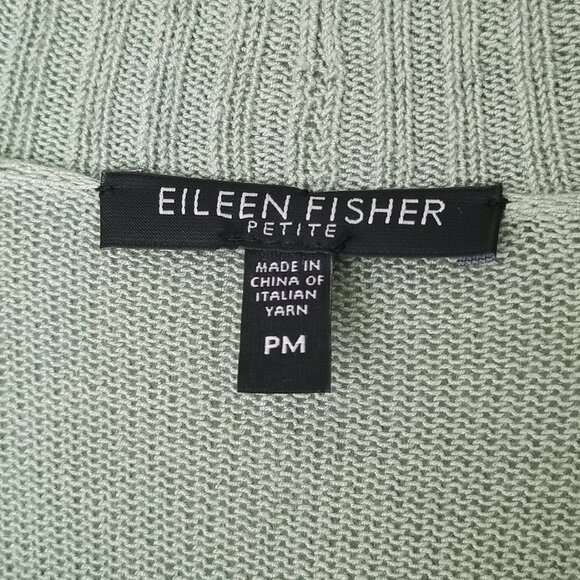 EILEEN FISHER
PETITE
MADE IN
CHINA OF
ITALIAN
YARN
PM